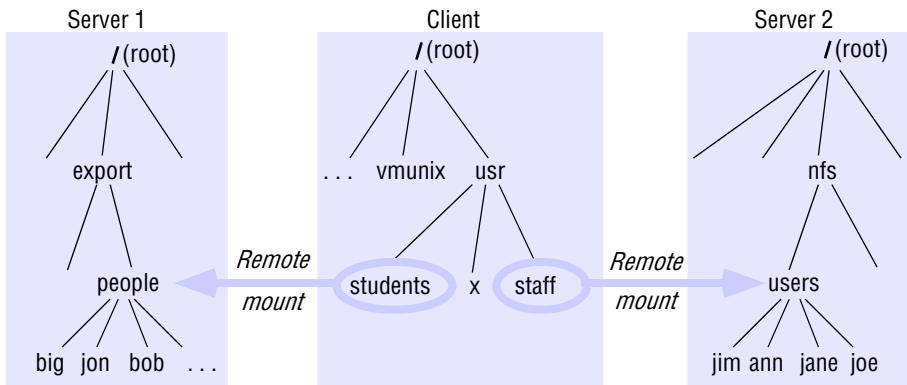 Server 1 Client Server 2
/ (root) / (root) / (root)
export . . . vmunix usr nfs
Remote Remote
people students x staff users
mount mount
big jon bob . . . jim ann jane joe